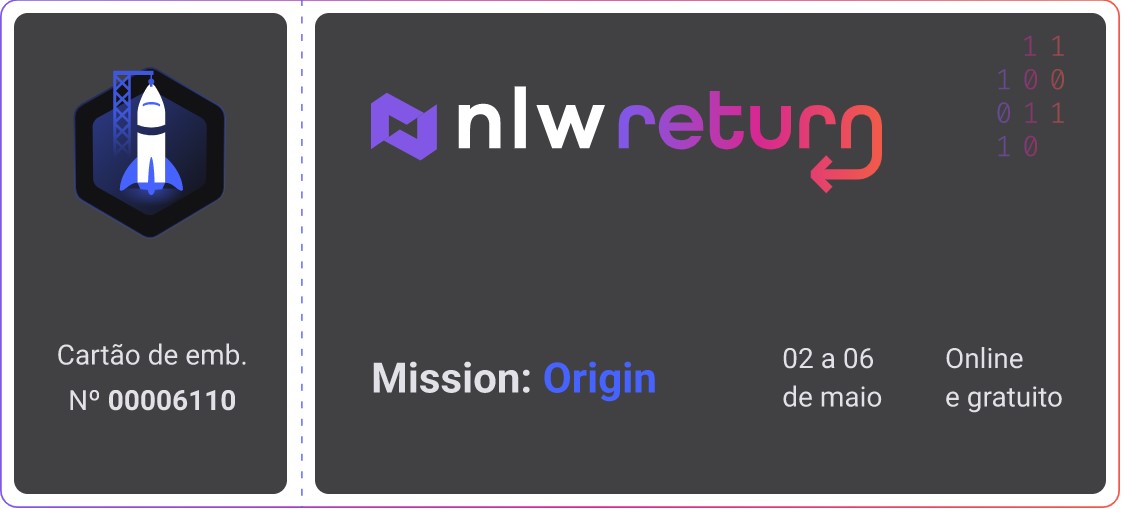 Cartão de emb.
Nº 00006110
nlw return
1 1
1 0 0
0 1 1
1 0
Mission: Origin
02 a 06
de maio
Online
e gratuito